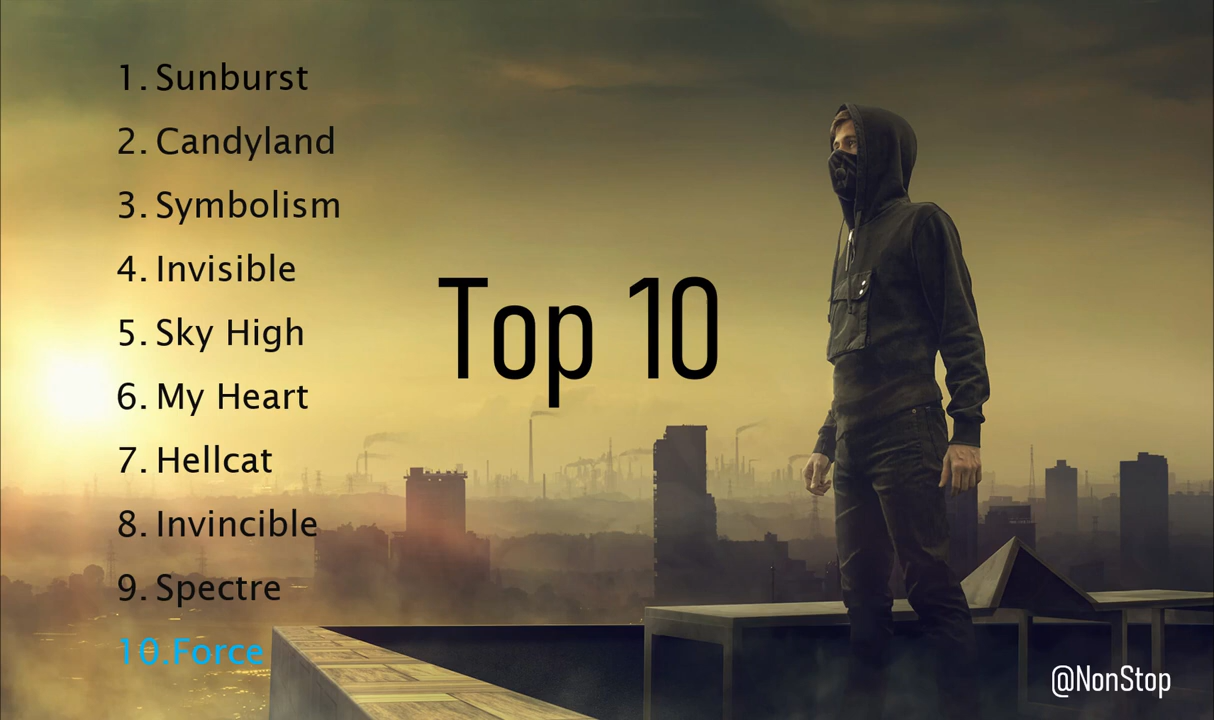 1. Sunburst
2. Candyland
3. Symbolism
4. Invisible
5. Sky High
6. My Heart
7. Hellcat
8. Invincible
9. Spectre
10.Force
Top 10
@NonStop